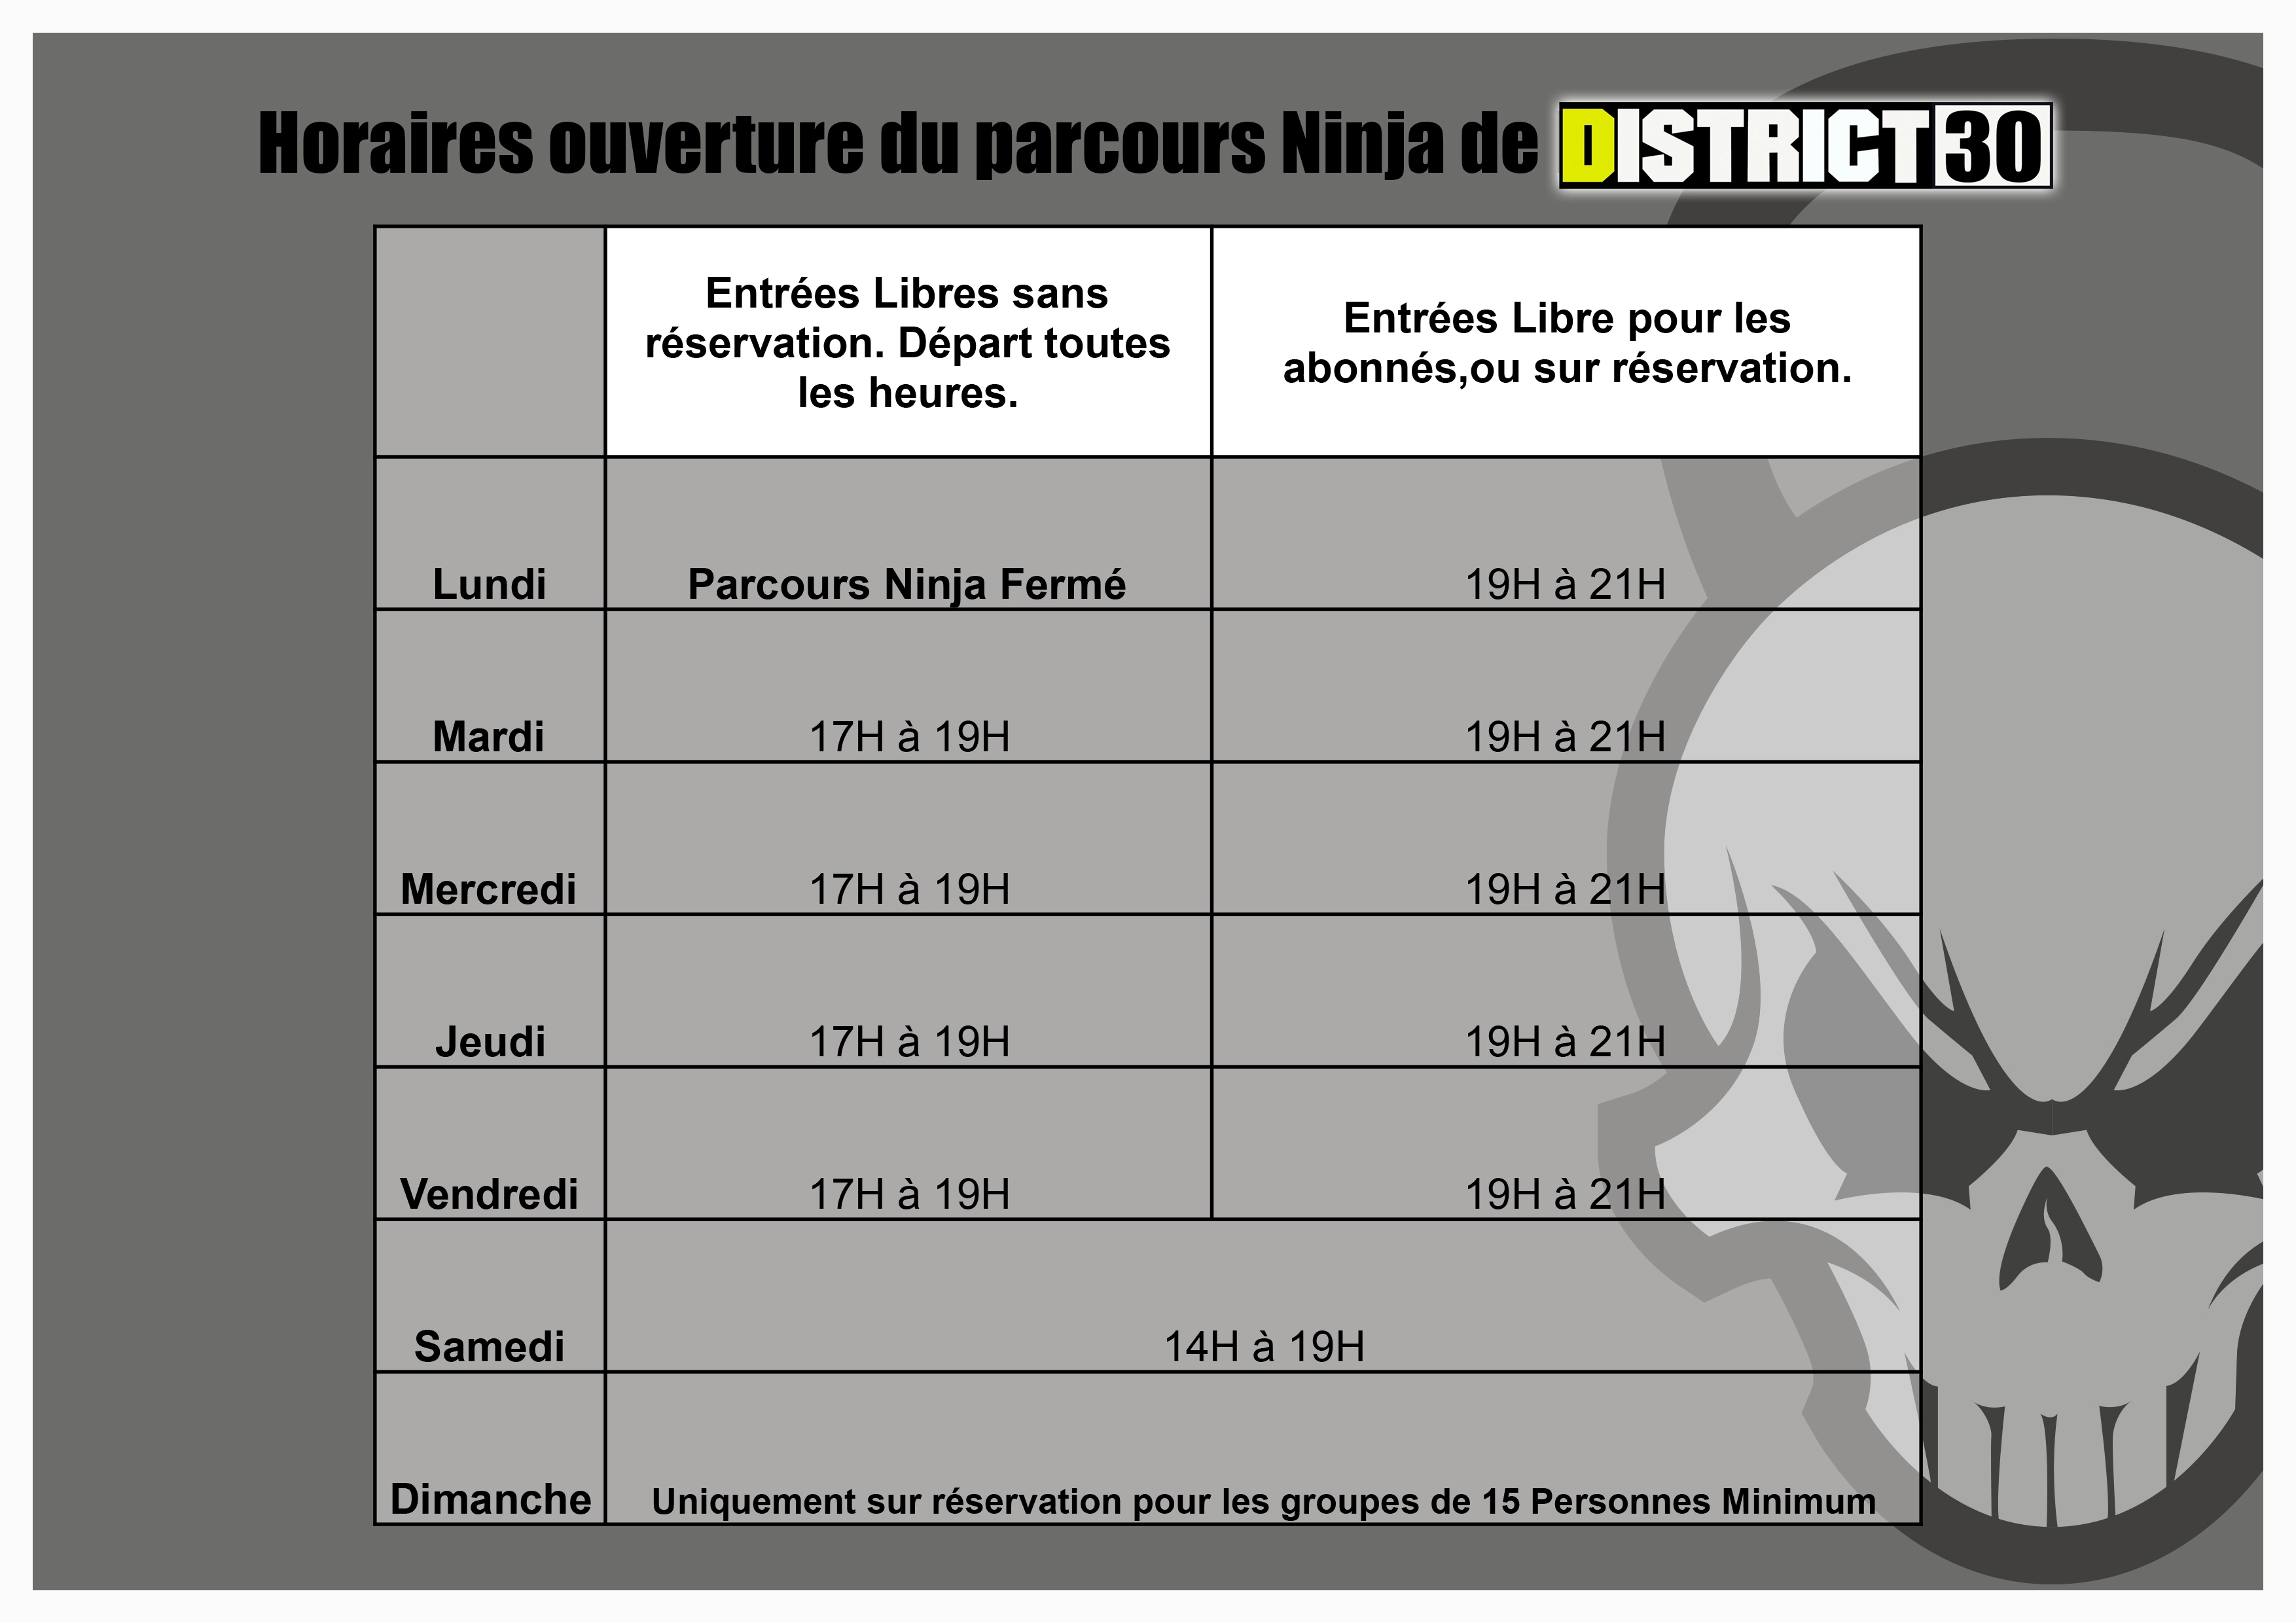 Horaires ouverture du parcours Ninja de DISTRICT30
Entrées Libres sans
réservation. Départ toutes
les heures.
Entrées Libre pour les
abonnés,ou sur réservation.
Lundi Parcours Ninja Fermé 19H à 21H
Mardi 17H à 19H 19H à 21H
Mercredi 17H à 19H 19H à 21H
Jeudi 17H à 19H 19H à 21H
Vendredi 17H à 19H 19H à 21H
Samedi 14H à 19H
Dimanche Uniquement sur réservation pour les groupes de 15 Personnes Minimum